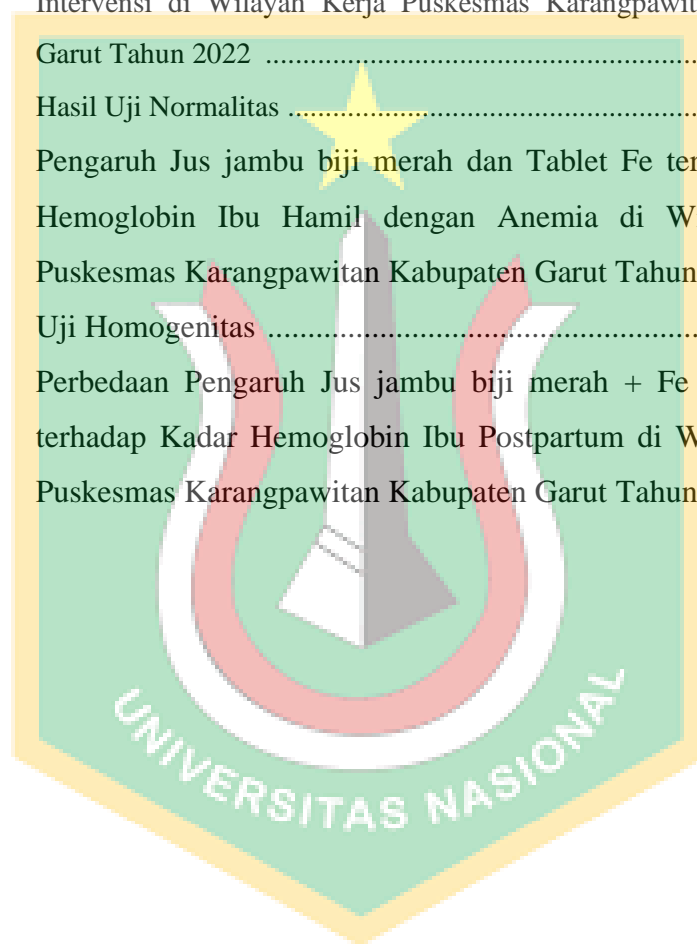 Intervensi di Wilayah Kerja Puskesmas Karangpawit
Garut Tahun 2022 ..........................................................
Hasil Uji Normalitas .......................................................
Pengaruh Jus jambu biji merah dan Tablet Fe ter
Hemoglobin Ibu Hamil dengan Anemia di W
Puskesmas Karangpawitan Kabupaten Garut Tahun
Uji Homogenitas ..........................................................
Perbedaan Pengaruh Jus jambu biji merah + Fe
terhadap Kadar Hemoglobin Ibu Postpartum di W
Puskesmas Karangpawitan Kabupaten Garut Tahun
UNIVERSITAS NASIONAL